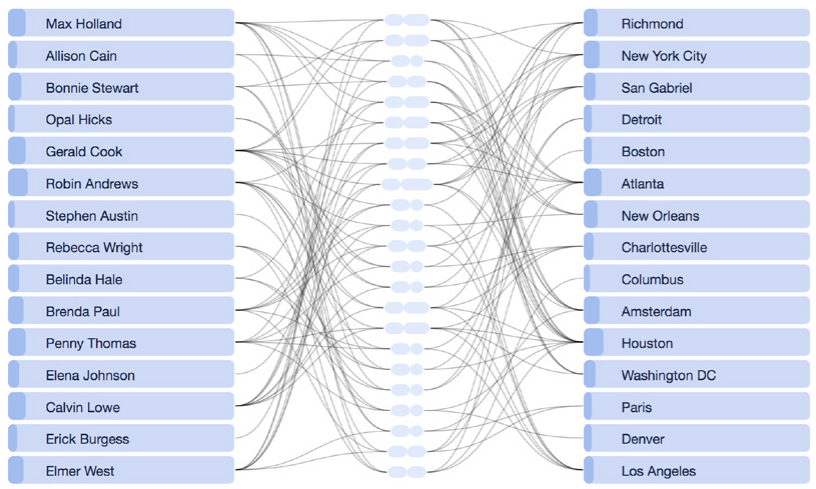 Max Holland
Allison Cain
Bonnie Stewart
Opal Hicks
Gerald Cook
Robin Andrews
Stephen Austin
Rebecca Wright
Belinda Hale
Brenda Paul
Penny Thomas
Elena Johnson
Calvin Lowe
Erick Burgess
Elmer West
Richmond
New York City
San Gabriel
Detroit
Boston
Atlanta
New Orleans
Charlottesville
Columbus
Amsterdam
Houston
Washington DC
Paris
Denver
Los Angeles